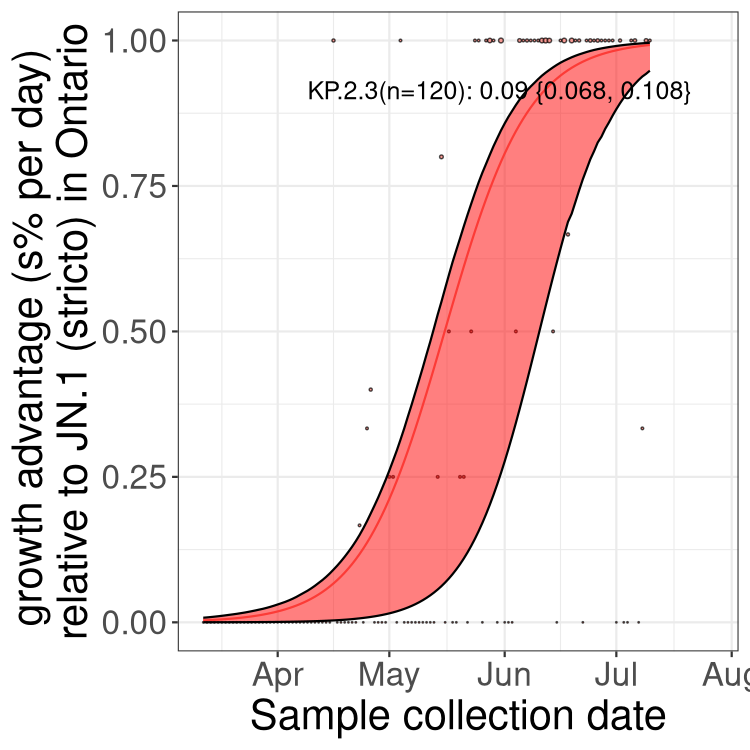 growth advantage (s% per day)
relative to JN.1 (stricto) in Ontario
1.00
0.75
0.50
0.25
0.00
KP.2.3(n=120): 0.09 {0.068, 0.108}
Apr May Jun Jul Aug
Sample collection date